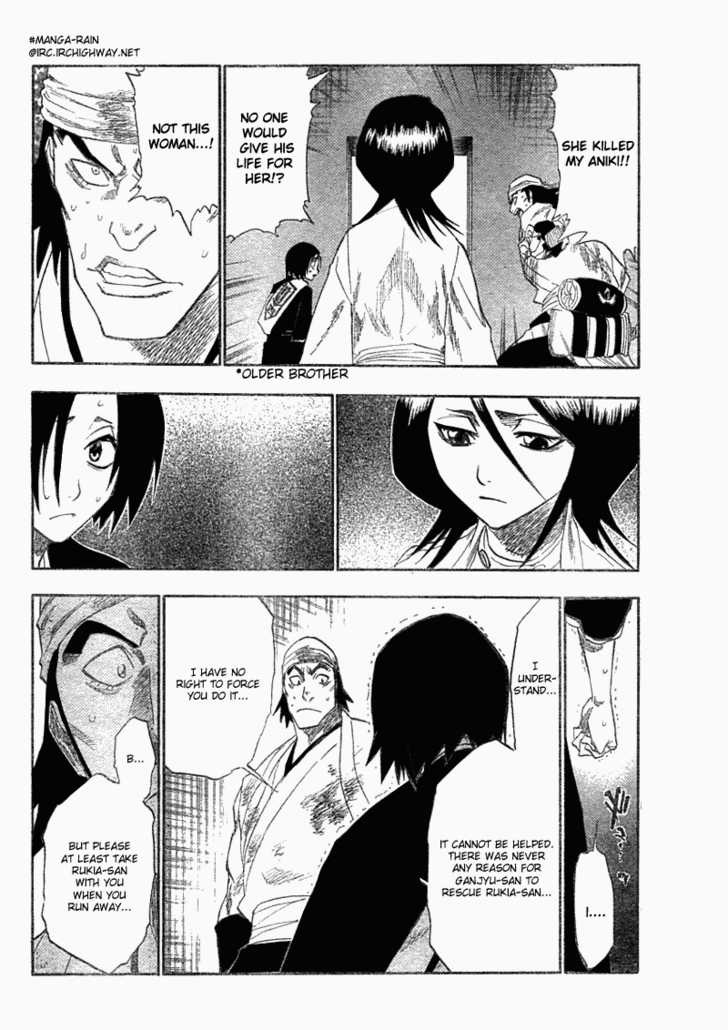 #MANGA-RAIN
@IRC.IRCHIGHWAY.NET
SHE KILLED
MY ANIKI!!
NO ONE
WOULD
GIVE HIS
LIFE FOR
HER!?
NOT THIS
WOMAN...!
*OLDER BROTHER
I....
I
UNDER-
STAND...
IT CANNOT BE HELPED.
THERE WAS NEVER
ANY REASON FOR
GANJYU-SAN TO
RESCUE RUKIA-SAN...
I HAVE NO
RIGHT TO FORCE
YOU DO IT...
B...
BUT PLEASE
AT LEAST TAKE
RUKIA-SAN
WITH YOU
WHEN YOU
RUN AWAY...